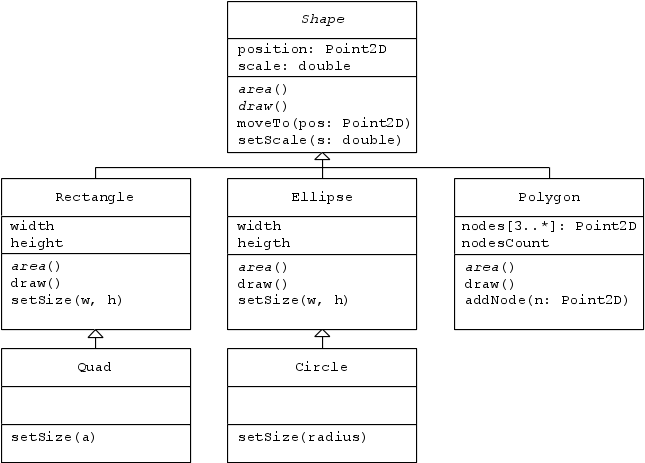 Shape
position: Point2D
scale: double
area()
draw()
moveTo(pos: Point2D)
setScale(s: double)
Rectangle
width
height
area()
draw()
setSize(w, h)
Ellipse
width
heigth
area()
draw()
setSize(w, h)
Polygon
nodes[3..*]: Point2D
nodesCount
area()
draw()
addNode(n: Point2D)
Quad
setSize(a)
Circle
setSize(radius)